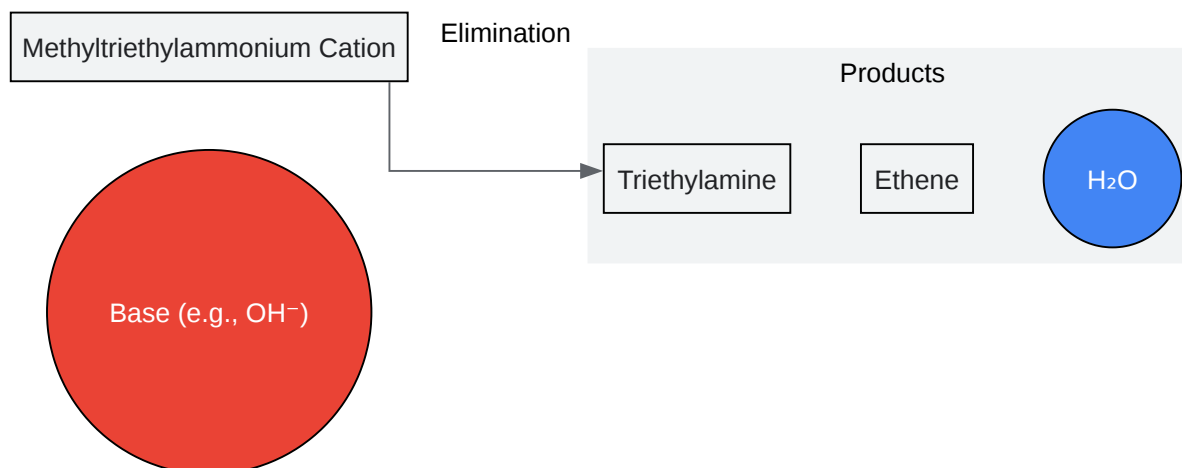 Methyltriethylammonium Cation
Elimination
Products
Triethylamine
Ethene
H₂O
Base (e.g., OH⁻)